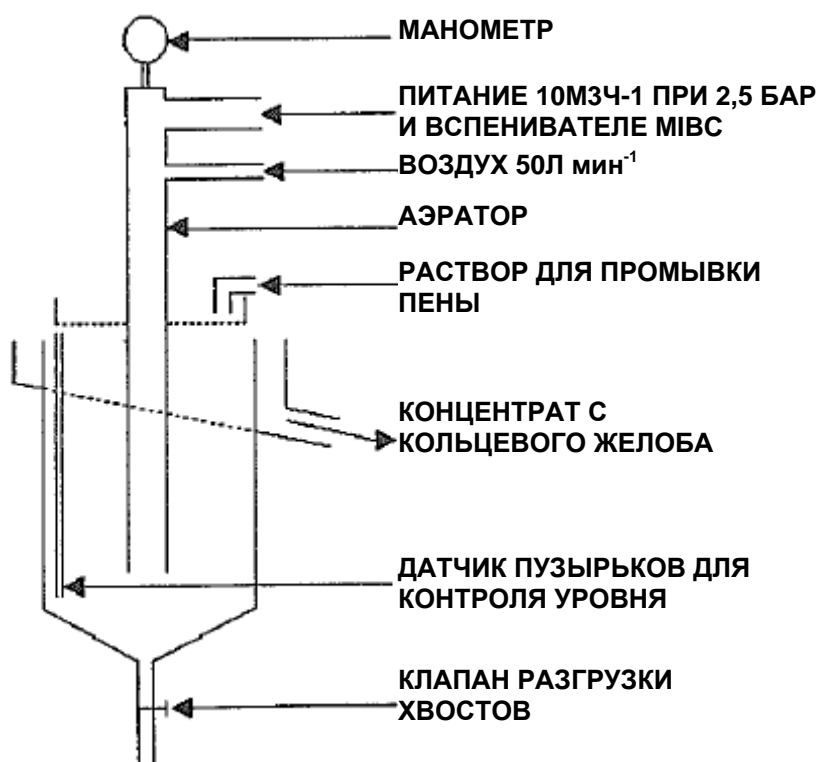 МАНОМЕТР
ПИТАНИЕ 10М3Ч-1 ПРИ 2,5 БАР
И ВСПЕНИВАТЕЛЕ MIBC
ВОЗДУХ 50Л мин⁻¹
АЭРАТОР
РАСТВОР ДЛЯ ПРОМЫВКИ
ПЕНЫ
КОНЦЕНТРАТ С
КОЛЬЦЕВОГО ЖЕЛОБА
ДАТЧИК ПУЗЫРЬКОВ ДЛЯ
КОНТРОЛЯ УРОВНЯ
КЛАПАН РАЗГРУЗКИ
ХВОСТОВ